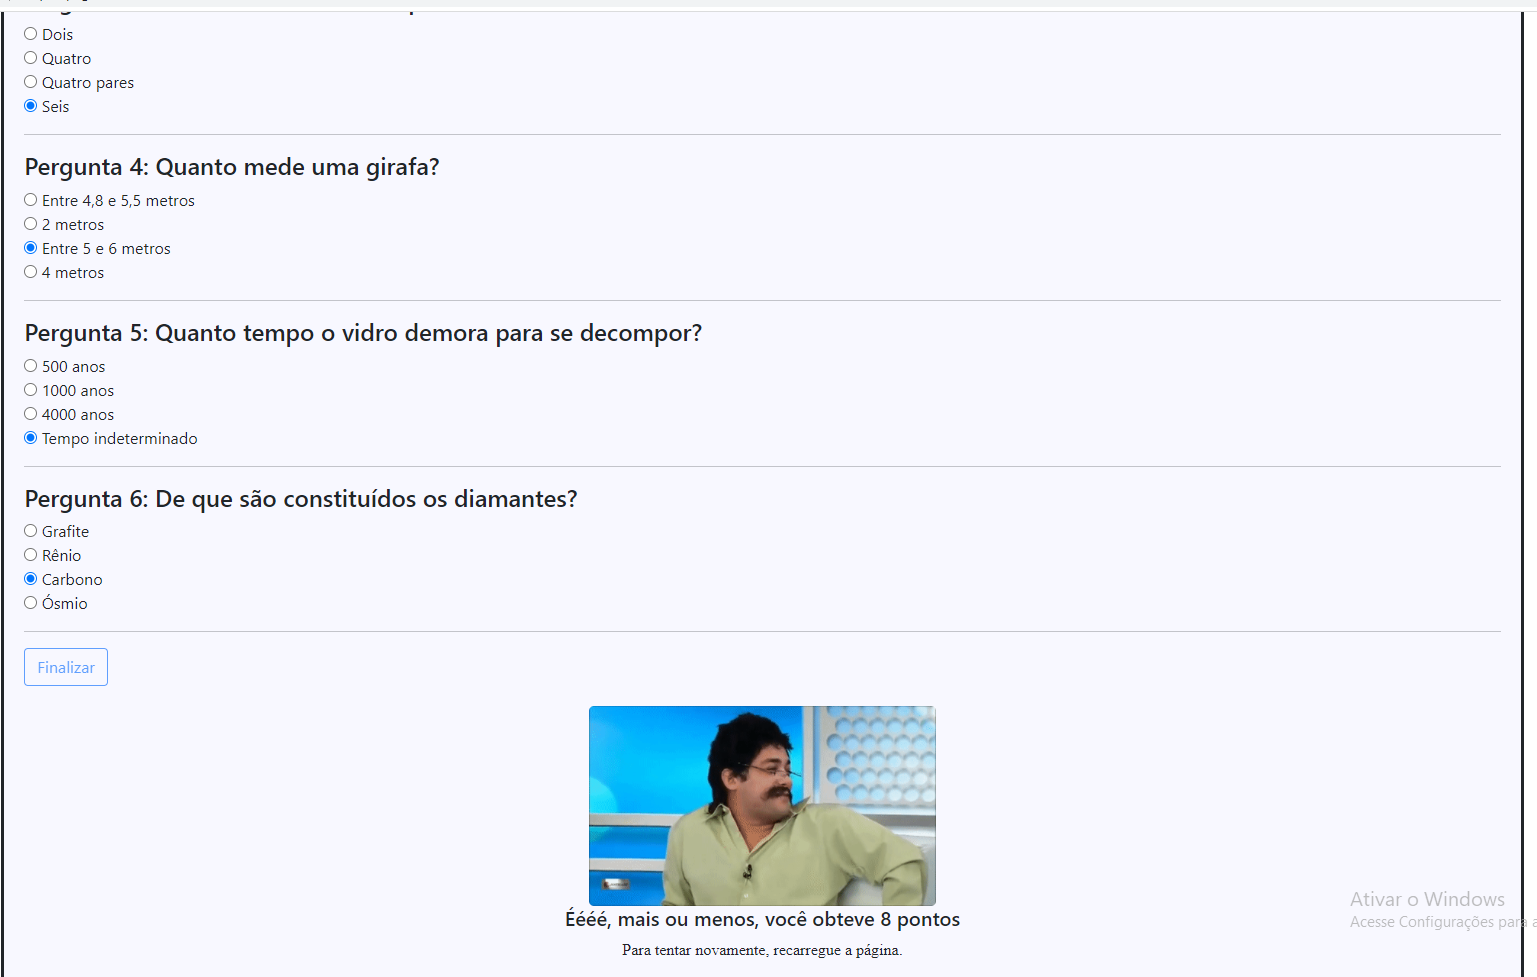 Dois
Quatro
Quatro pares
Seis
Pergunta 4: Quanto mede uma girafa?
Entre 4,8 e 5,5 metros
2 metros
Entre 5 e 6 metros
4 metros
Pergunta 5: Quanto tempo o vidro demora para se decompor?
500 anos
1000 anos
4000 anos
Tempo indeterminado
Pergunta 6: De que são constituídos os diamantes?
Grafite
Rênio
Carbono
Ósmio
Finalizar
Éééé, mais ou menos, você obteve 8 pontos
Para tentar novamente, recarregue a página.
Ativar o Windows
Acesse Configurações para a